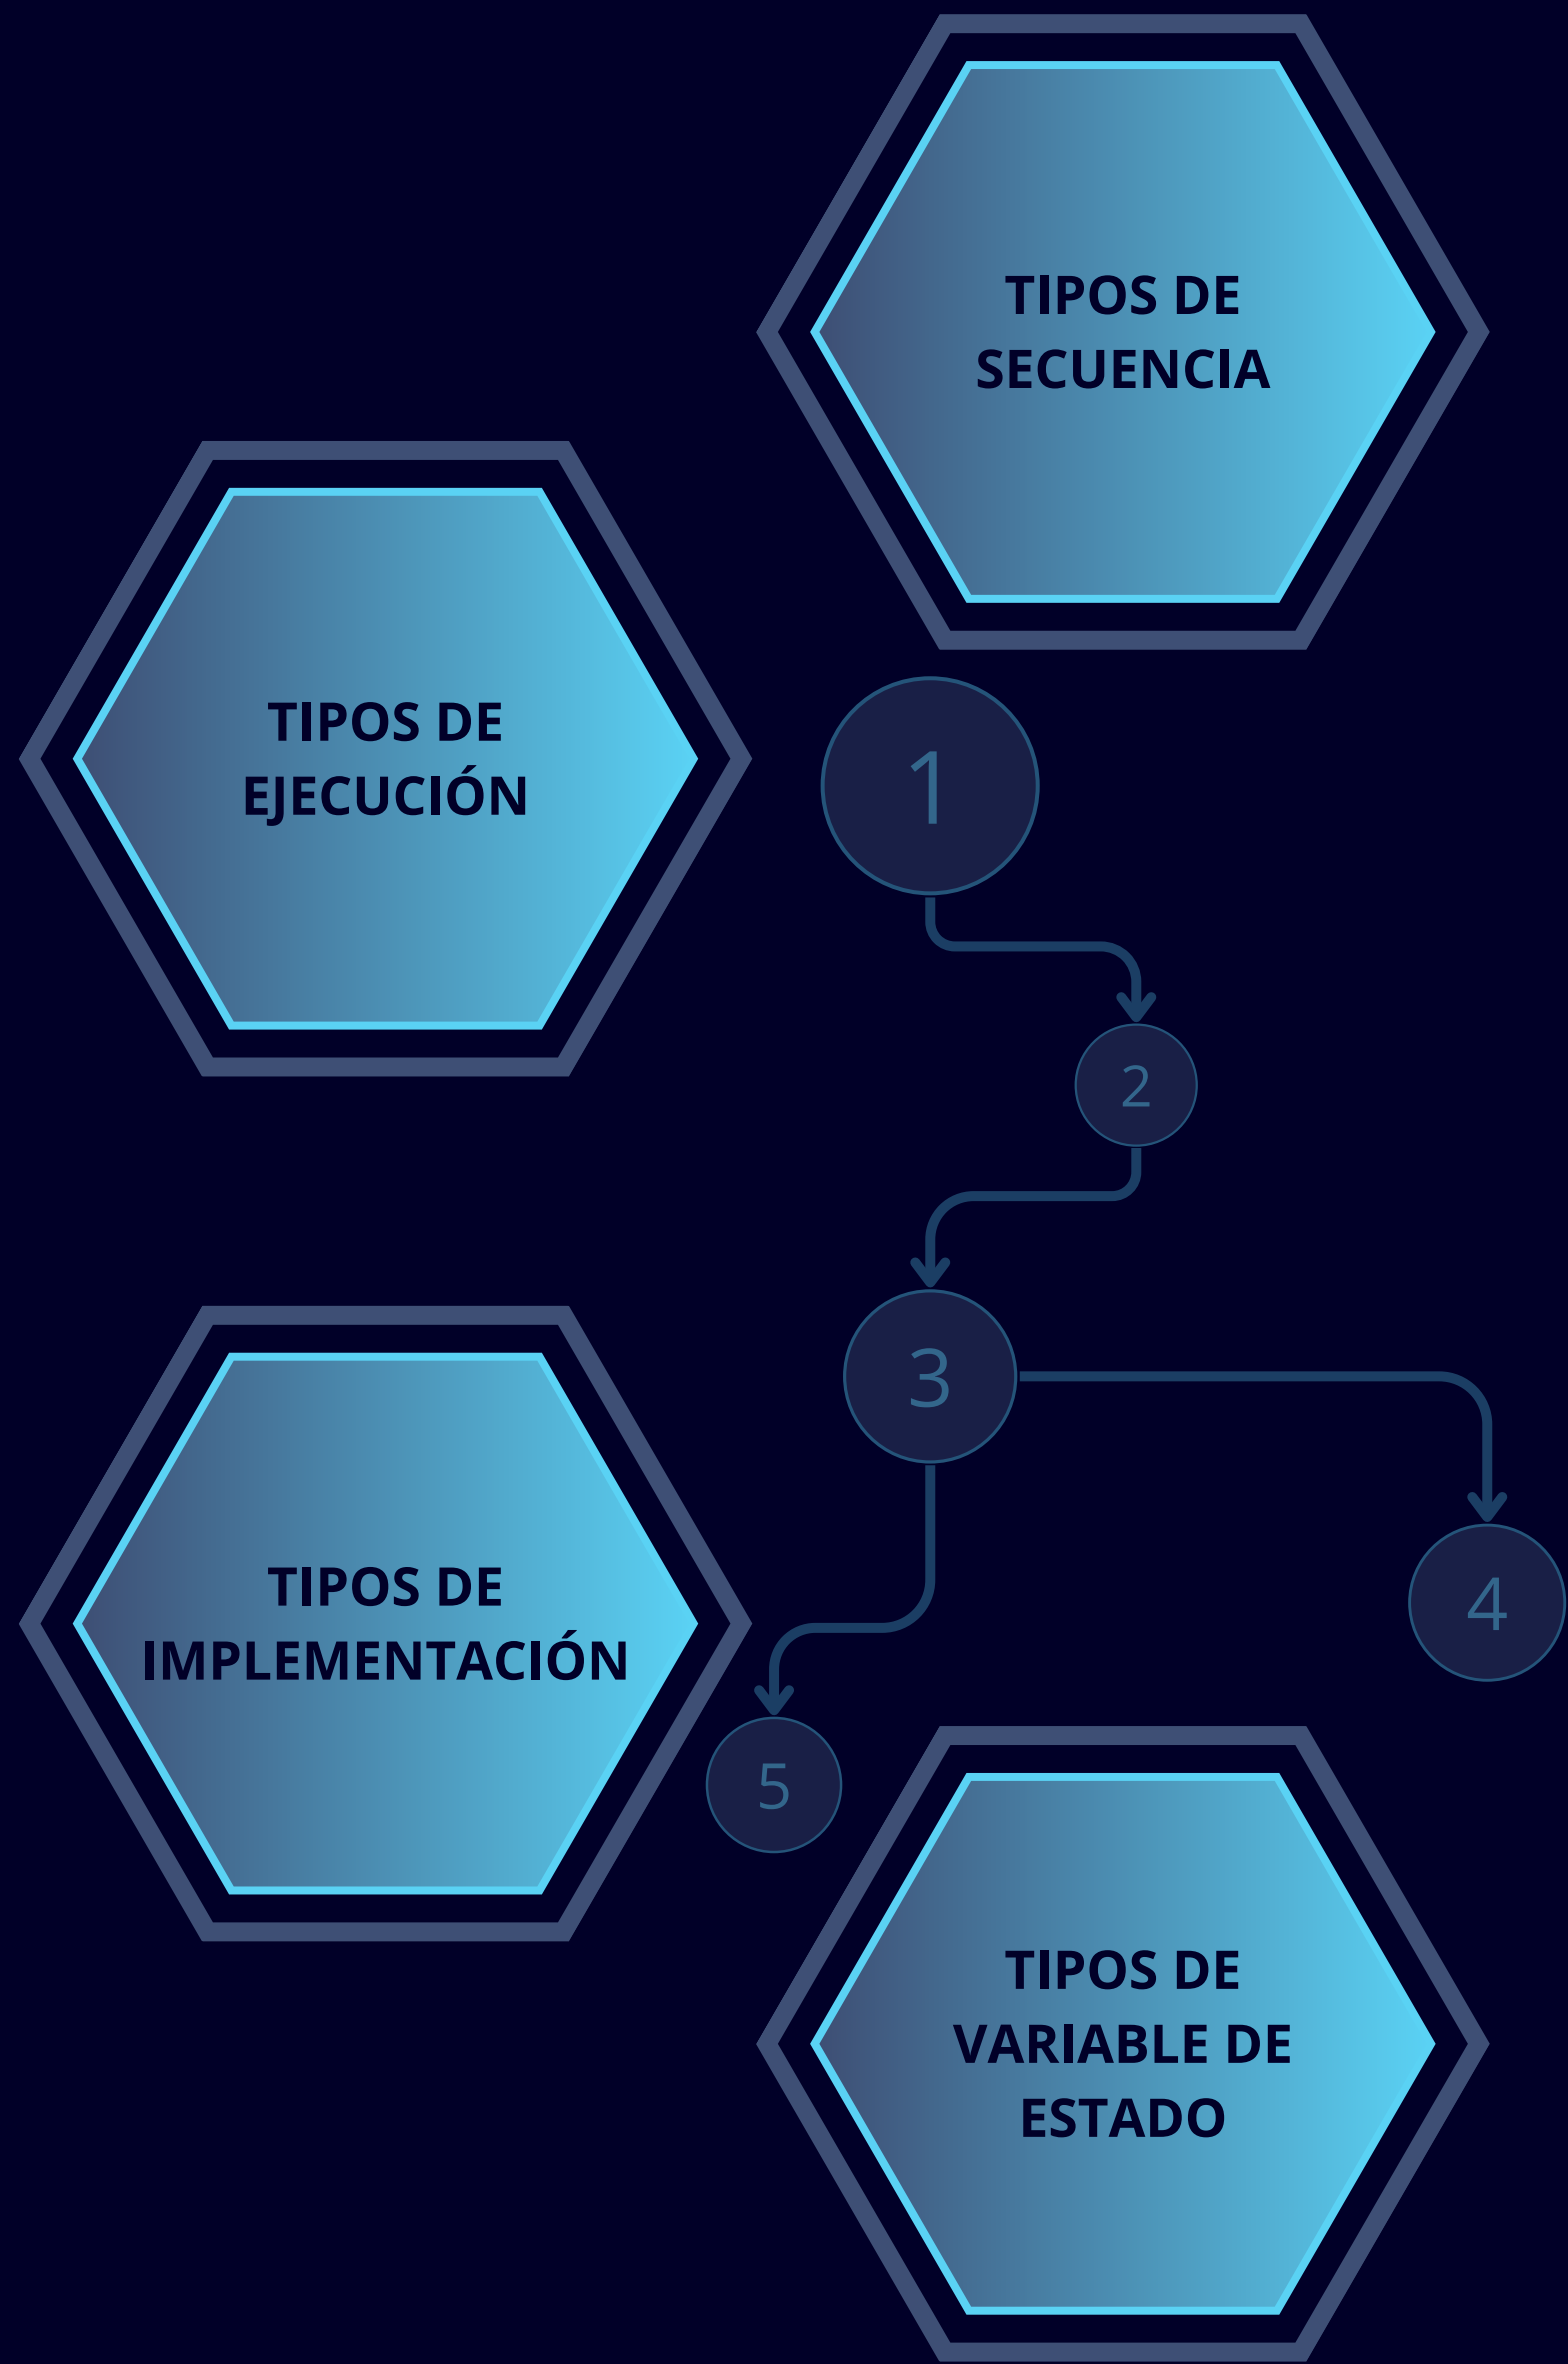 TIPOS DE
SECUENCIA
TIPOS DE
EJECUCIÓN
1
2
3
4
TIPOS DE
IMPLEMENTACIÓN
5
TIPOS DE
VARIABLE DE
ESTADO